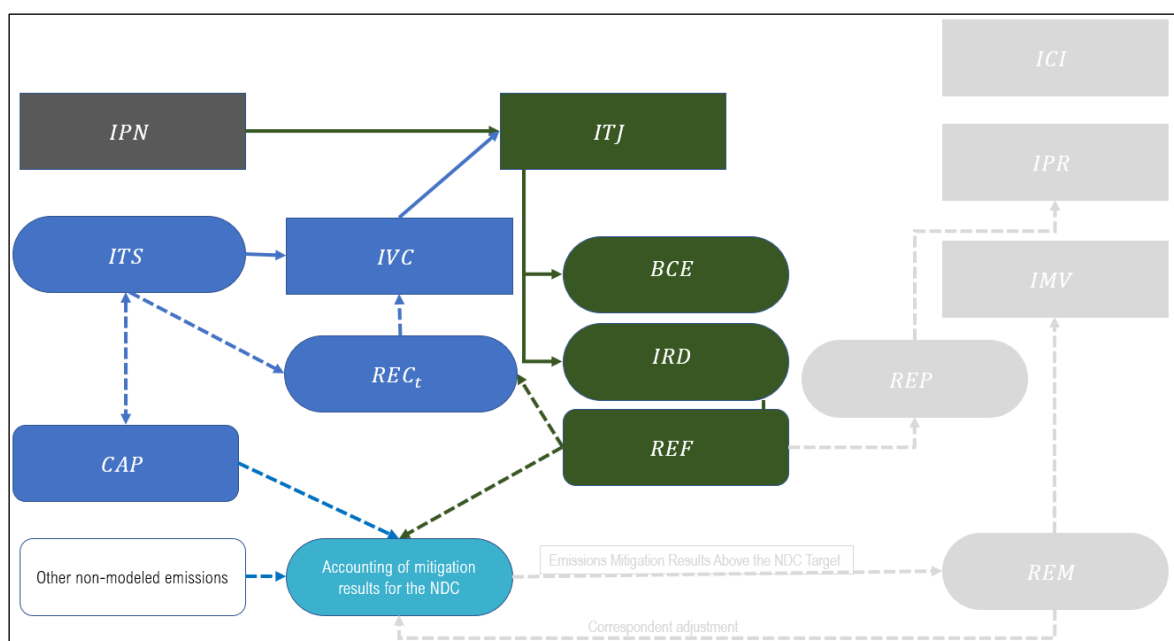 ICI
IPN
ITJ
IPR
ITS
IVC
BCE
IMV
REC_t
IRD
REP
CAP
REF
Other non-modeled emissions
Accounting of mitigation
results for the NDC
Emissions Mitigation Results Above the NDC Target
REM
Correspondent adjustment